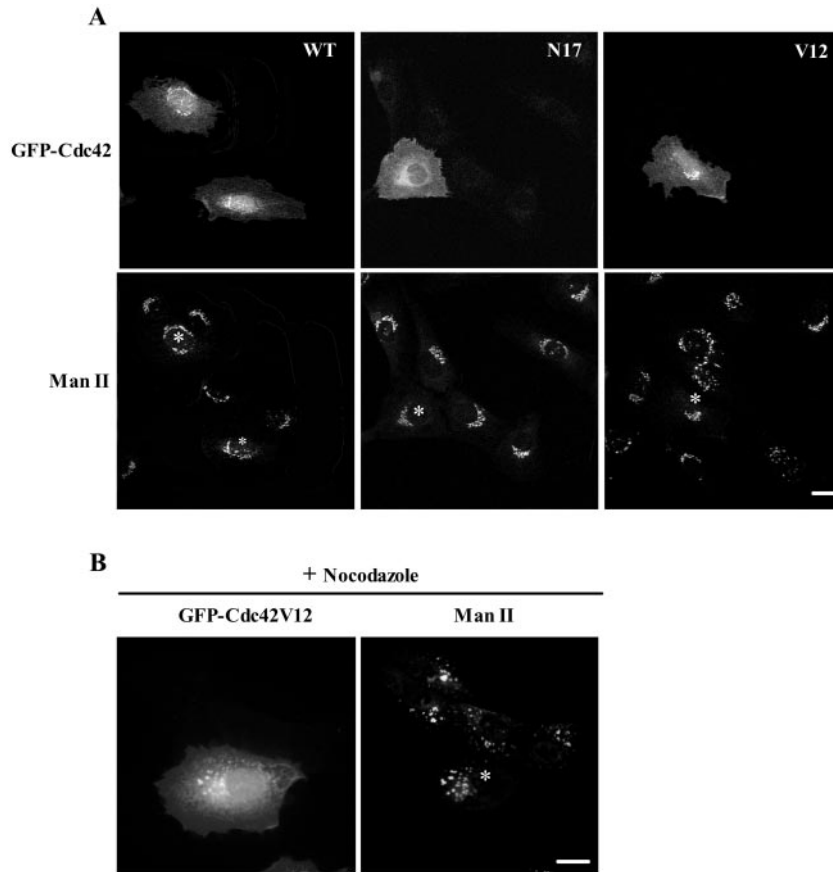 A
WT N17 V12
GFP-Cdc42
* * * *
Man II
B
+ Nocodazole
GFP-Cdc42V12 Man II
*